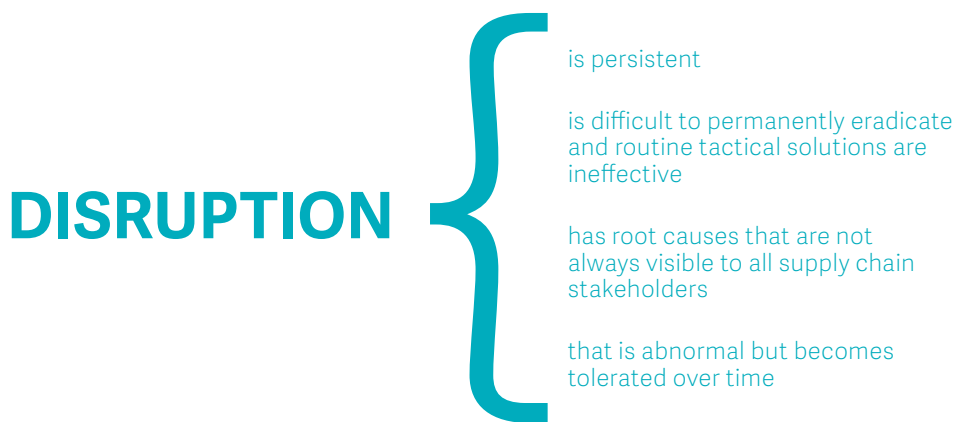 DISRUPTION
is persistent
is difficult to permanently eradicate
and routine tactical solutions are
ineffective
has root causes that are not
always visible to all supply chain
stakeholders
that is abnormal but becomes
tolerated over time